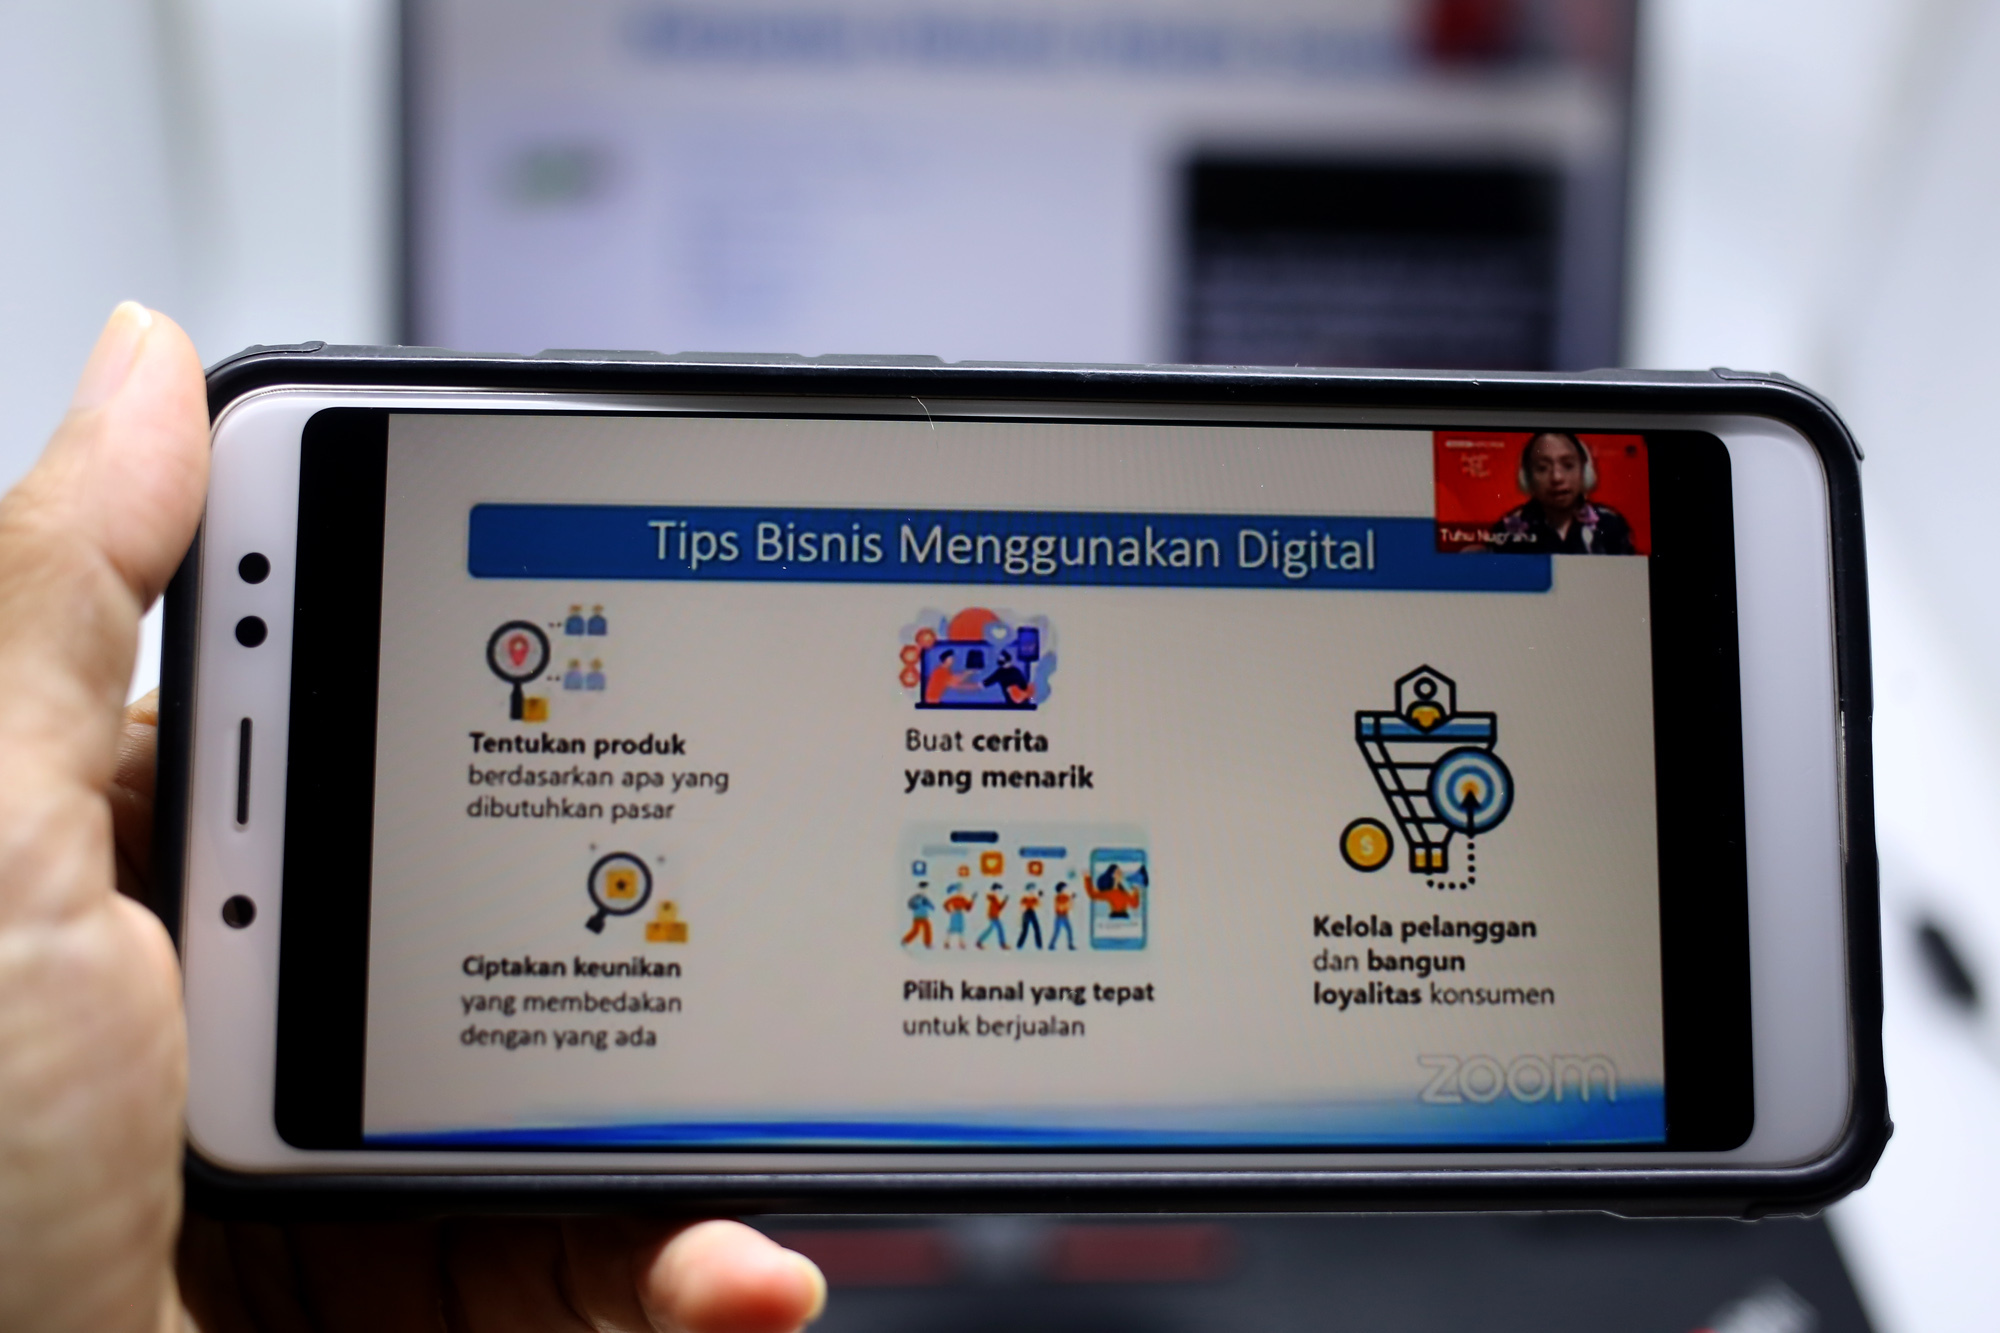 Tips Bisnis Menggunakan Digital
Tuhu Nugraha
Tentukan produk
berdasarkan apa yang
dibutuhkan pasar
Buat cerita
yang menarik
Ciptakan keunikan
yang membedakan
dengan yang ada
Pilih kanal yang tepat
untuk berjualan
Kelola pelanggan
dan bangun
loyalitas konsumen
zoom